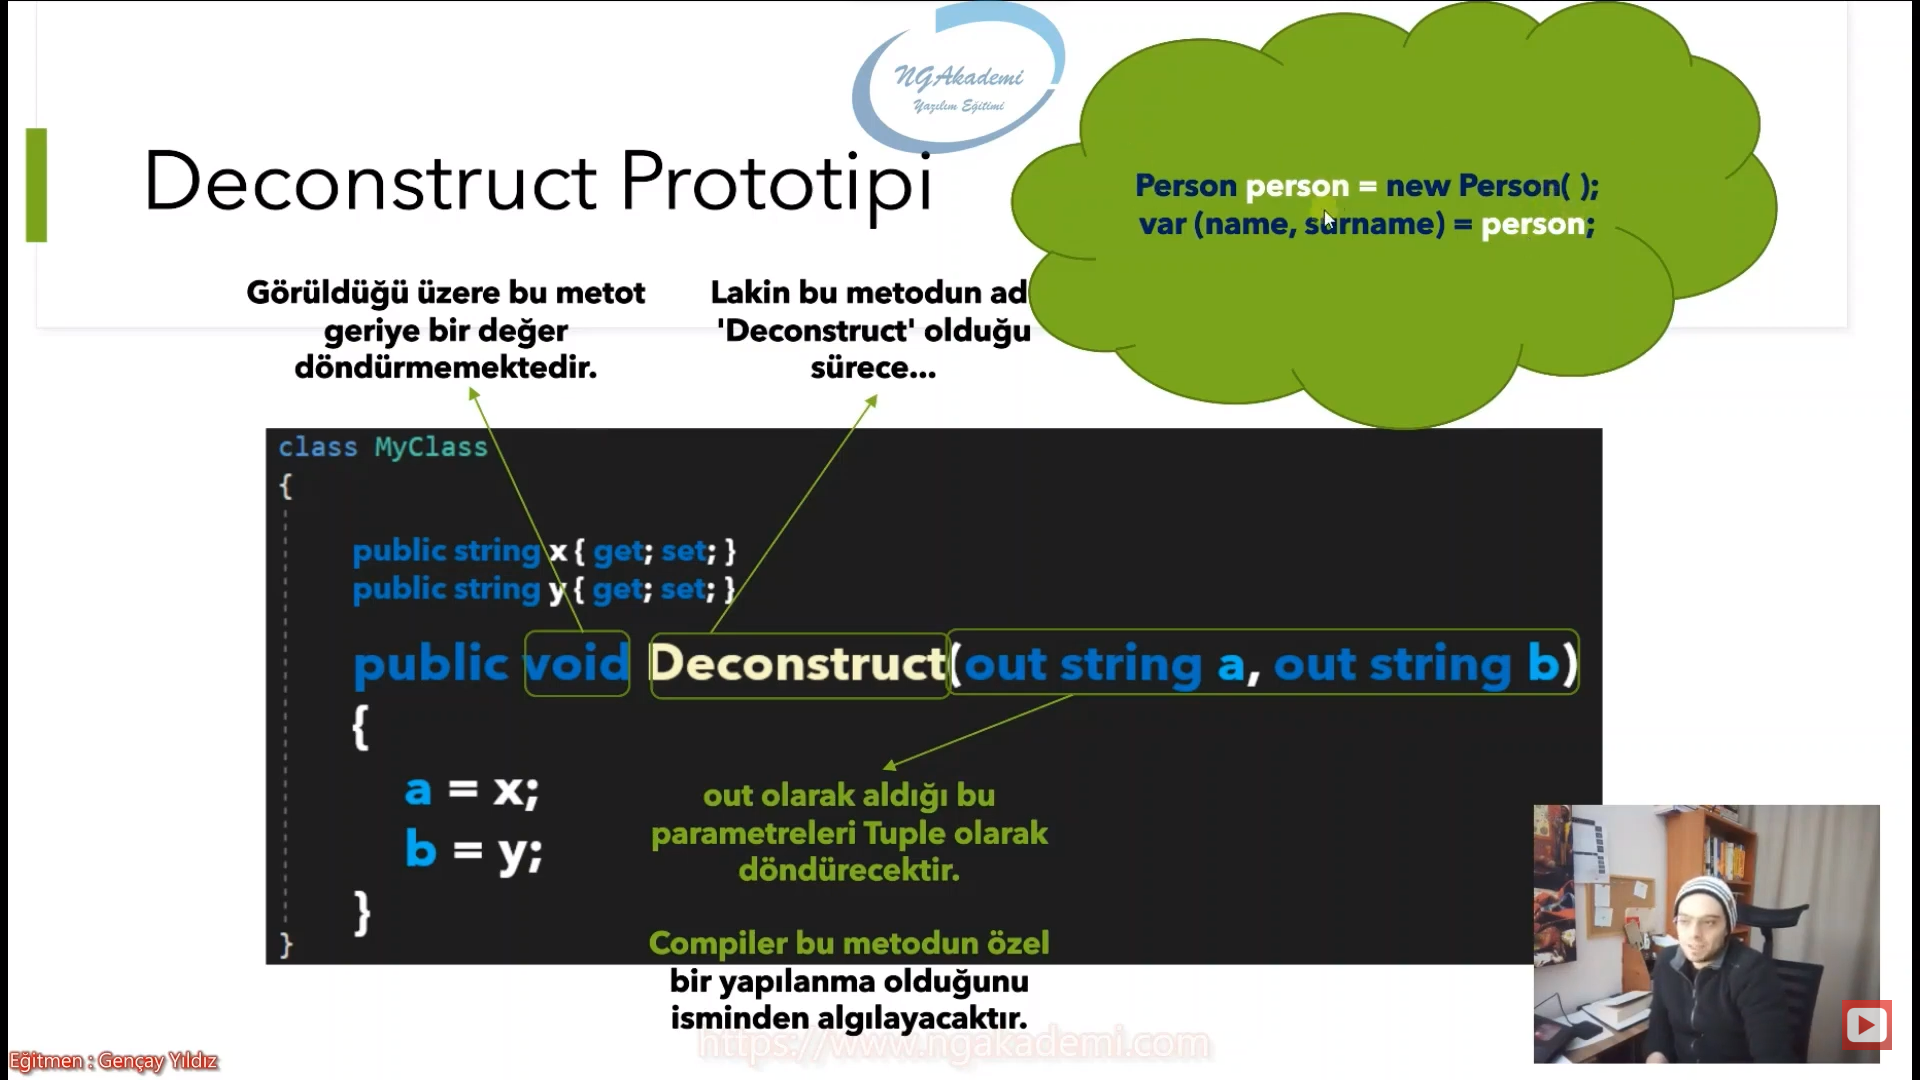 NGAkademi
Yazılım Eğitimi
Deconstruct Prototipi
Person person = new Person( );
var (name, surname) = person;
Görüldüğü üzere bu metot
geriye bir değer
döndürmemektedir.
Lakin bu metodun ad
'Deconstruct' olduğu
sürece...
class MyClass
{
public string x { get; set; }
public string y { get; set; }
public void Deconstruct(out string a, out string b)
{
a = x;
b = y;
}
}
out olarak aldığı bu
parametreleri Tuple olarak
döndürecektir.
Compiler bu metodun özel
bir yapılanma olduğunu
isminden algılayacaktır.
https://www.ngakademi.com
Eğitmen : Gençay Yıldız